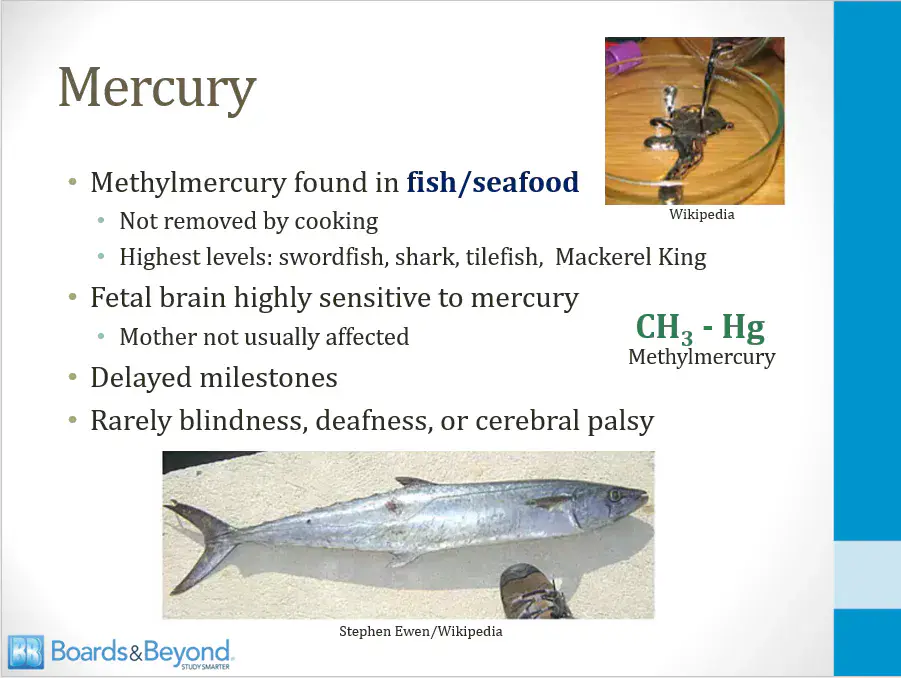 Mercury
Wikipedia
• Methylmercury found in fish/seafood
• Not removed by cooking
• Highest levels: swordfish, shark, tilefish, Mackerel King
• Fetal brain highly sensitive to mercury
• Mother not usually affected
CH₃ - Hg
Methylmercury
• Delayed milestones
• Rarely blindness, deafness, or cerebral palsy
Stephen Ewen/Wikipedia
BB Boards&Beyond.
STUDY SMARTER